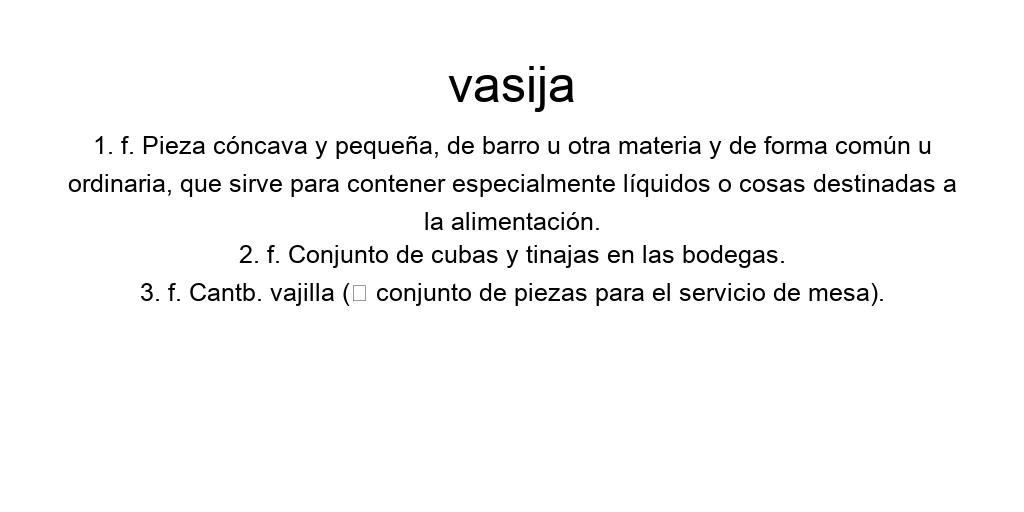 vasija
1. f. Pieza cóncava y pequeña, de barro u otra materia y de forma común u
ordinaria, que sirve para contener especialmente líquidos o cosas destinadas a
la alimentación.
2. f. Conjunto de cubas y tinajas en las bodegas.
3. f. Cantb. vajilla (□ conjunto de piezas para el servicio de mesa).